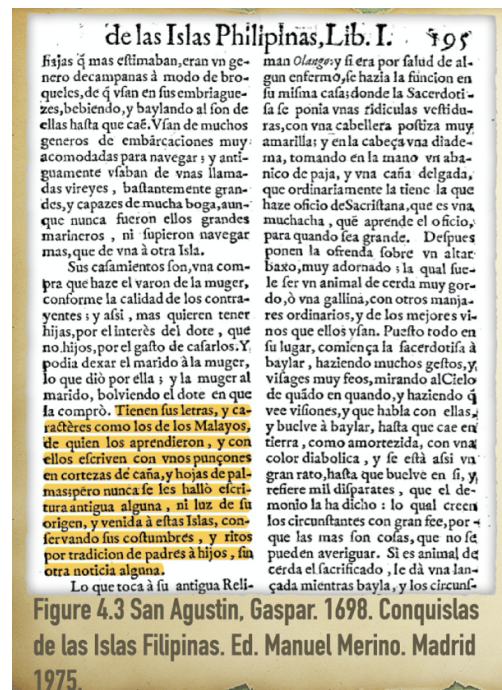 de las Islas Philipinas, Lib. I. 195
hajas q̃ mas eſtimaban, eran vn ge-
nero decampanas à modo de bro-
queles, de q̃ vſan en ſus embriague-
zes, bebiendo, y baylando al ſon de
ellas haſta que caẽ. Vſan de muchos
generos de embarcaciones muy
acomodadas para navegar; y anti-
guamente vſaban de vnas llama-
das vireyes, baſtantemente gran-
des, y capazes de mucha boga, aun-
que nunca fueron ellos grandes
marineros, ni ſupieron navegar
mas, que de vna à otra Isla.
Sus caſamientos ſon, vna com-
pra que haze el varon de la muger,
conforme la calidad de los contra-
yentes; y aſsi, mas quieren tener
hijas, por el interès del dote, que
no hijos, por el gaſto de caſarlos. Y
podia dexar el marido à la muger,
lo que diò por ella; y la muger al
marido, bolviendo el dote en que
la comprò. Tienen ſus letras, y ca-
ractères como los de los Malayos,
de quien los aprendieron, y con
ellos eſcriven con vnos punçones
en cortezas de caña, y hojas de pal-
mas; pero nunca ſe les hallò eſcri-
tura antigua alguna, ni luz de ſu
origen, y venida à eſtas Islas, con-
ſervando ſus coſtumbres, y ritos
por tradicion de padres à hijos, ſin
otra noticia alguna.
Lo que toca à ſu antigua Reli-
man Olango: y ſi era por ſalud de al-
gun enfermo, ſe hazia la funcion en
ſu miſma caſa; donde la Sacerdoti-
ſa ſe ponia vnas ridiculas veſtidu-
ras, con vna cabellera poſtiza muy
amarilla; y en la cabeça vna diade-
ma, tomando en la mano vn aba-
nico de paja, y vna caña delgada,
que ordinariamente la tiene la que
haze oficio de Sacriſtana, que es vna
muchacha, quẽ aprende el oficio,
para quando ſea grande. Deſpues
ponen la ofrenda ſobre vn altar
baxo, muy adornado; la qual ſue-
le ſer vn animal de cerda muy gor-
do, ò vna gallina, con otros manja-
res ordinarios, y de los mejores vi-
nos que ellos vſan. Pueſto todo en
ſu lugar, comiença la ſacerdotiſa à
baylar, haziendo muchos geſtos, y
viſages muy feos, mirando al Cielo
de quãdo en quando, y haziendo q̃
vee viſiones, y que habla con ellas,
y buelve à baylar, haſta que cae en
tierra, como amortezida, con vna
color diabolica, y ſe eſtà aſsi vn
gran rato, haſta que buelve en ſi, y
refiere mil diſparates, que el de-
monio la ha dicho: lo qual creen
los circunſtantes con gran fee, por
que las mas ſon coſas, que no ſe
pueden averiguar. Si es animal de
cerda el ſacrificado, le dà vna lan-
çada mientras bayla, y los circunſ-
Figure 4.3 San Agustin, Gaspar. 1698. Conquislas
de las Islas Filipinas. Ed. Manuel Merino. Madrid
1975.